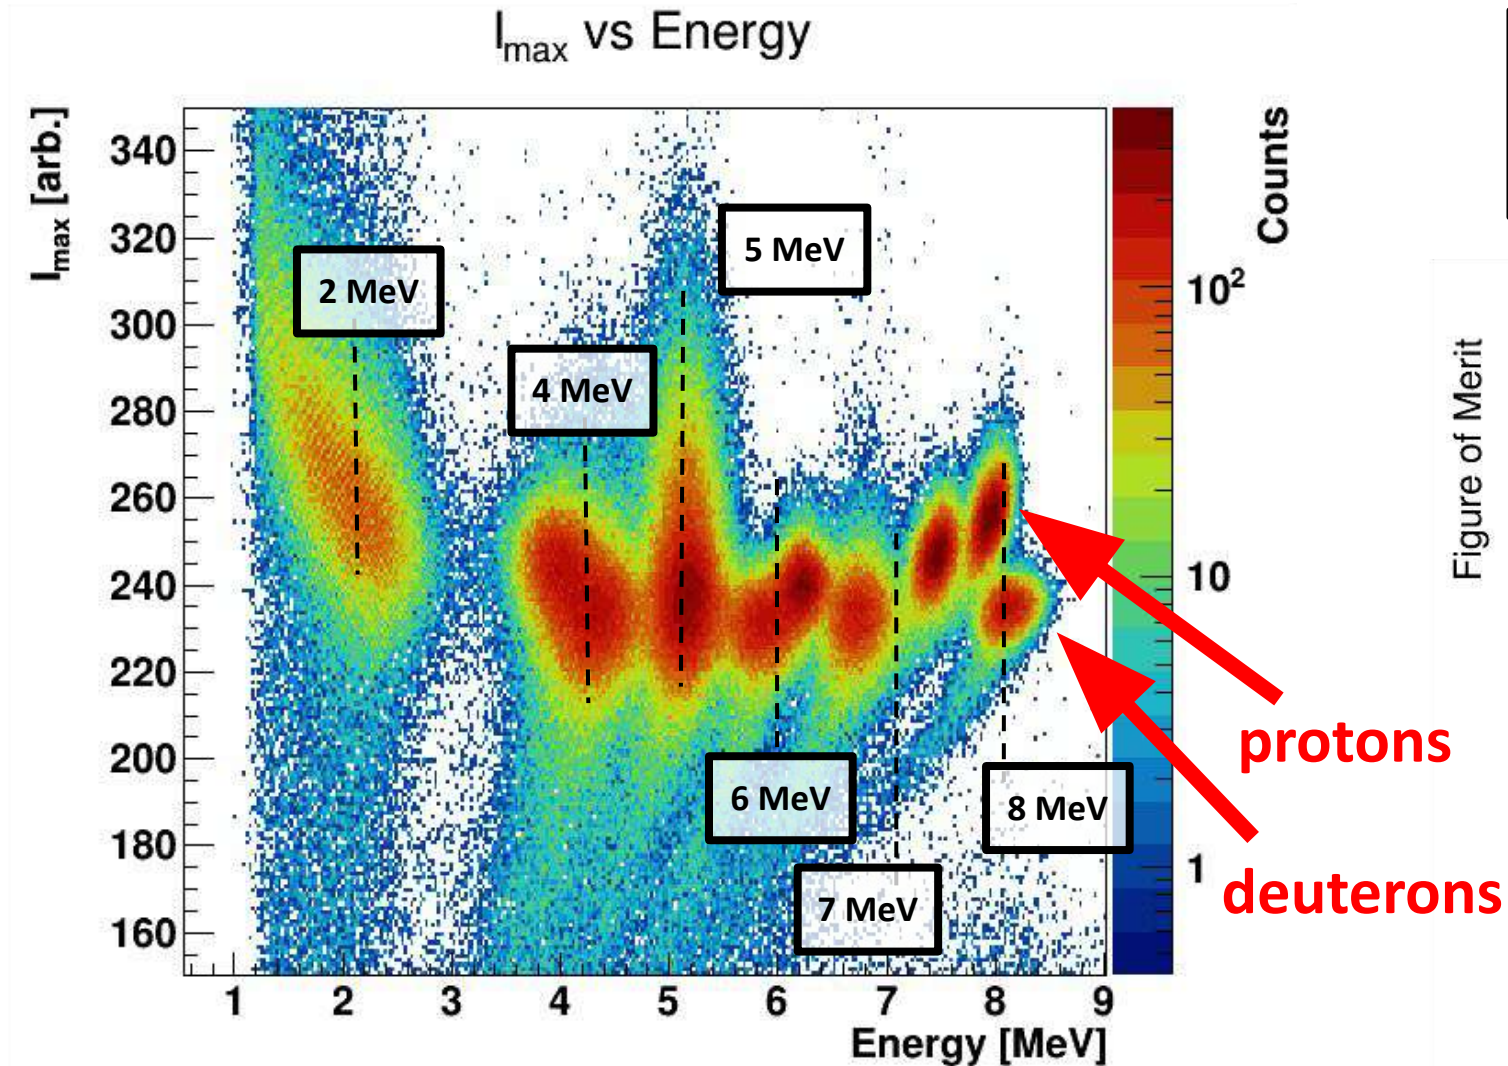 I_max vs Energy
I_max [arb.]
340
320
300
280
260
240
220
200
180
160
1 2 3 4 5 6 7 8 9
Energy [MeV]
Counts
10²
10
1
2 MeV
4 MeV
5 MeV
6 MeV
7 MeV
8 MeV
protons
deuterons
Figure of Merit